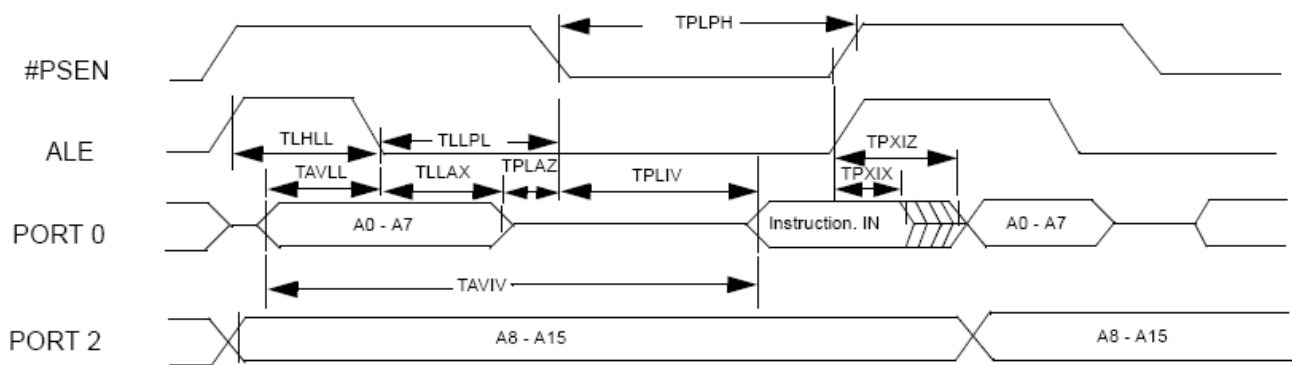 TPLPH
#PSEN
TLHLL
TLLPL
ALE
TPXIZ
TPLAZ
TAVLL
TLLAX
TPLIV
TPXIX
PORT 0
A0 - A7
Instruction. IN
A0 - A7
TAVIV
PORT 2
A8 - A15
A8 - A15